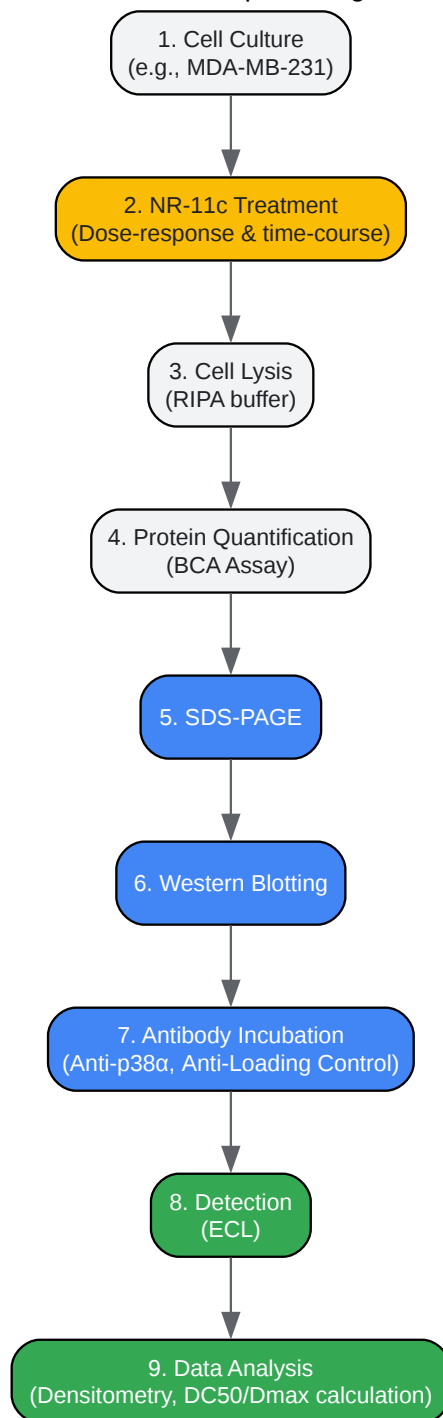 1. Cell Culture
(e.g., MDA-MB-231)
2. NR-11c Treatment
(Dose-response & time-course)
3. Cell Lysis
(RIPA buffer)
4. Protein Quantification
(BCA Assay)
5. SDS-PAGE
6. Western Blotting
7. Antibody Incubation
(Anti-p38α, Anti-Loading Control)
8. Detection
(ECL)
9. Data Analysis
(Densitometry, DC50/Dmax calculation)